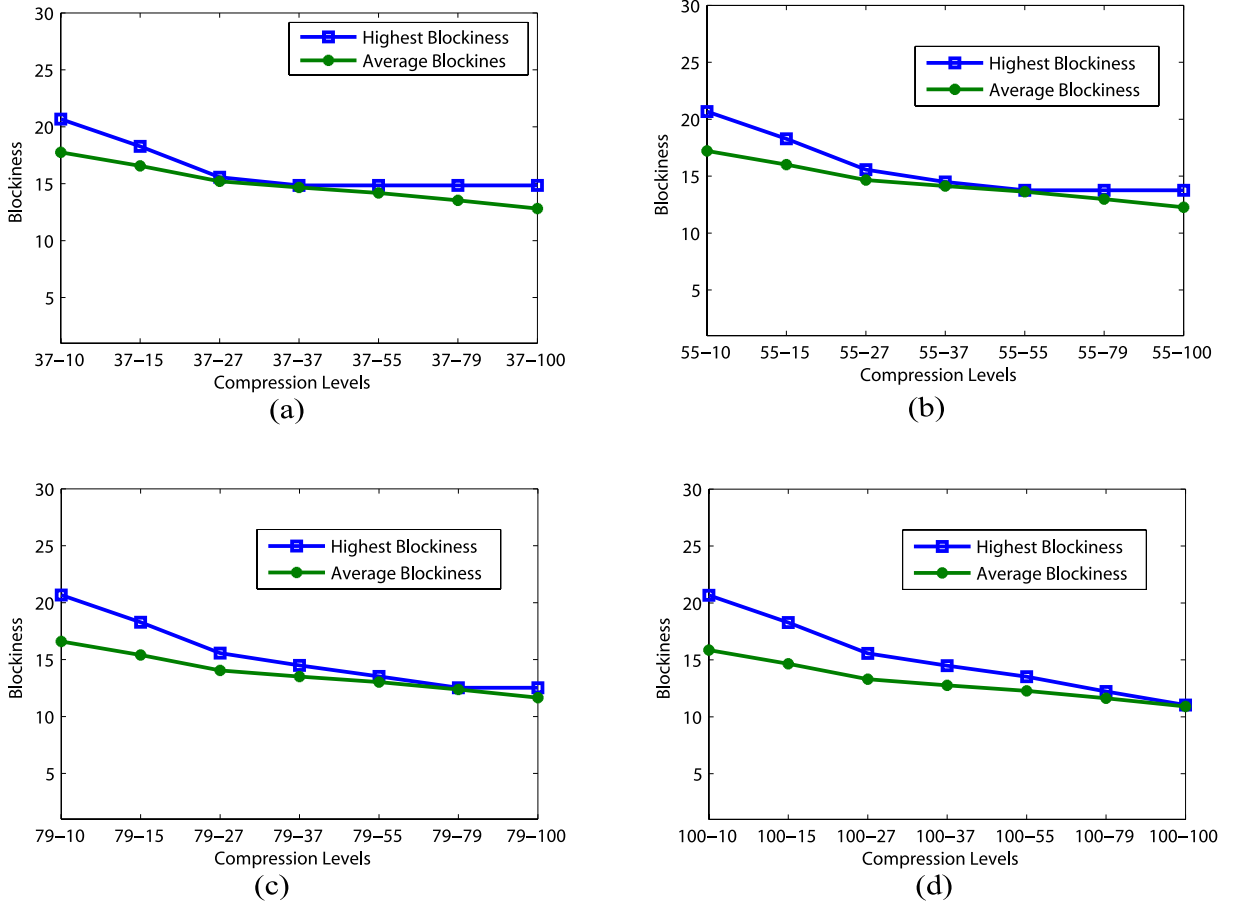 30
25
20
15
10
5
Blockiness
Highest Blockiness
Average Blockines
37−10 37−15 37−27 37−37 37−55 37−79 37−100
Compression Levels
(a)
30
25
20
15
10
5
Blockiness
Highest Blockiness
Average Blockiness
55−10 55−15 55−27 55−37 55−55 55−79 55−100
Compression Levels
(b)
30
25
20
15
10
5
Blockiness
Highest Blockiness
Average Blockiness
79−10 79−15 79−27 79−37 79−55 79−79 79−100
Compression Levels
(c)
30
25
20
15
10
5
Blockiness
Highest Blockiness
Average Blockiness
100−10 100−15 100−27 100−37 100−55 100−79 100−100
Compression Levels
(d)